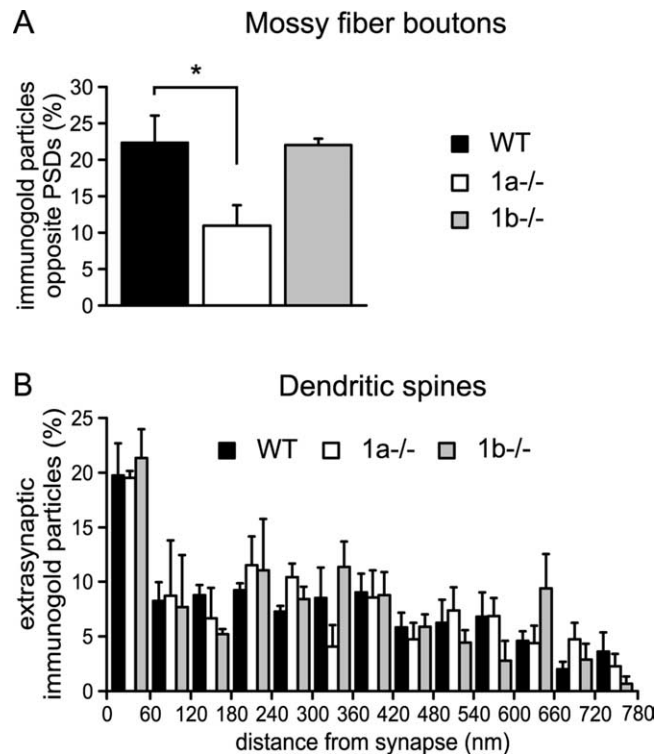 A Mossy fiber boutons
immunogold particles
opposite PSDs (%)
30
25
20
15
10
5
0
*
WT
1a-/-
1b-/-
B Dendritic spines
extrasynaptic
immunogold particles (%)
25
20
15
10
5
0
WT 1a-/- 1b-/-
0 60 120 180 240 300 360 420 480 540 600 660 720 780
distance from synapse (nm)